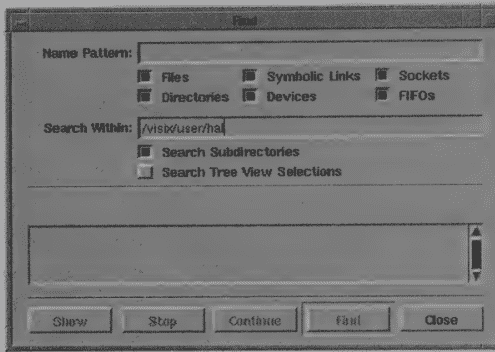 Find
Name Pattern:
Files Symbolic Links Sockets
Directories Devices FIFOs
Search Within: /visix/user/hal
Search Subdirectories
Search Tree View Selections
Show Stop Continue Find Close